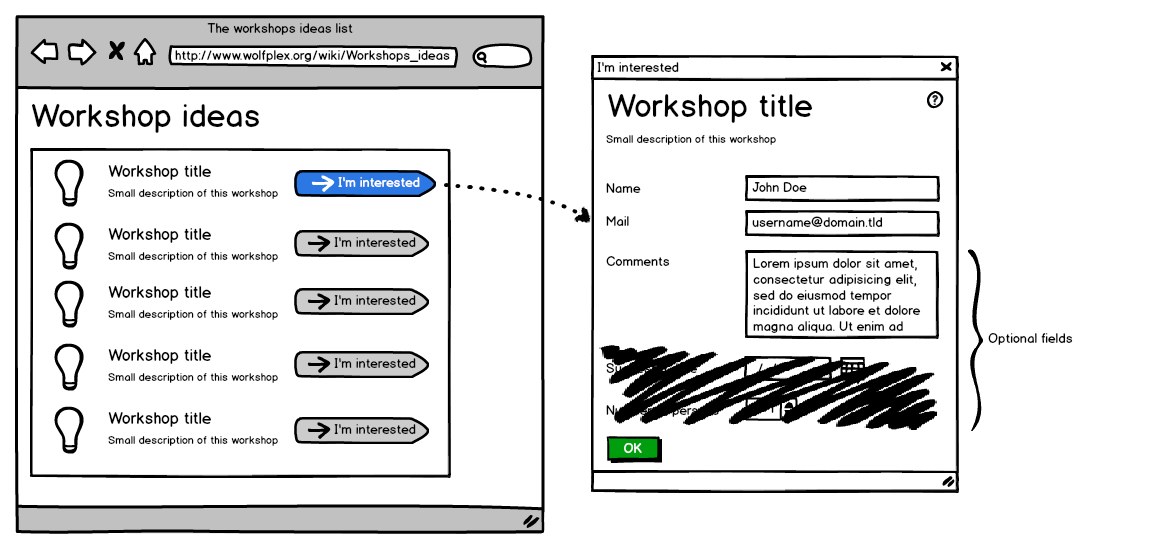 The workshops ideas list
http://www.wolfplex.org/wiki/Workshops_ideas
Workshop ideas
Workshop title
Small description of this workshop
I'm interested
Workshop title
Small description of this workshop
I'm interested
Workshop title
Small description of this workshop
I'm interested
Workshop title
Small description of this workshop
I'm interested
Workshop title
Small description of this workshop
I'm interested
I'm interested
Workshop title
?
Small description of this workshop
Name
John Doe
Mail
username@domain.tld
Comments
Lorem ipsum dolor sit amet,
consectetur adipisicing elit,
sed do eiusmod tempor
incididunt ut labore et dolore
magna aliqua. Ut enim ad
Optional fields
OK